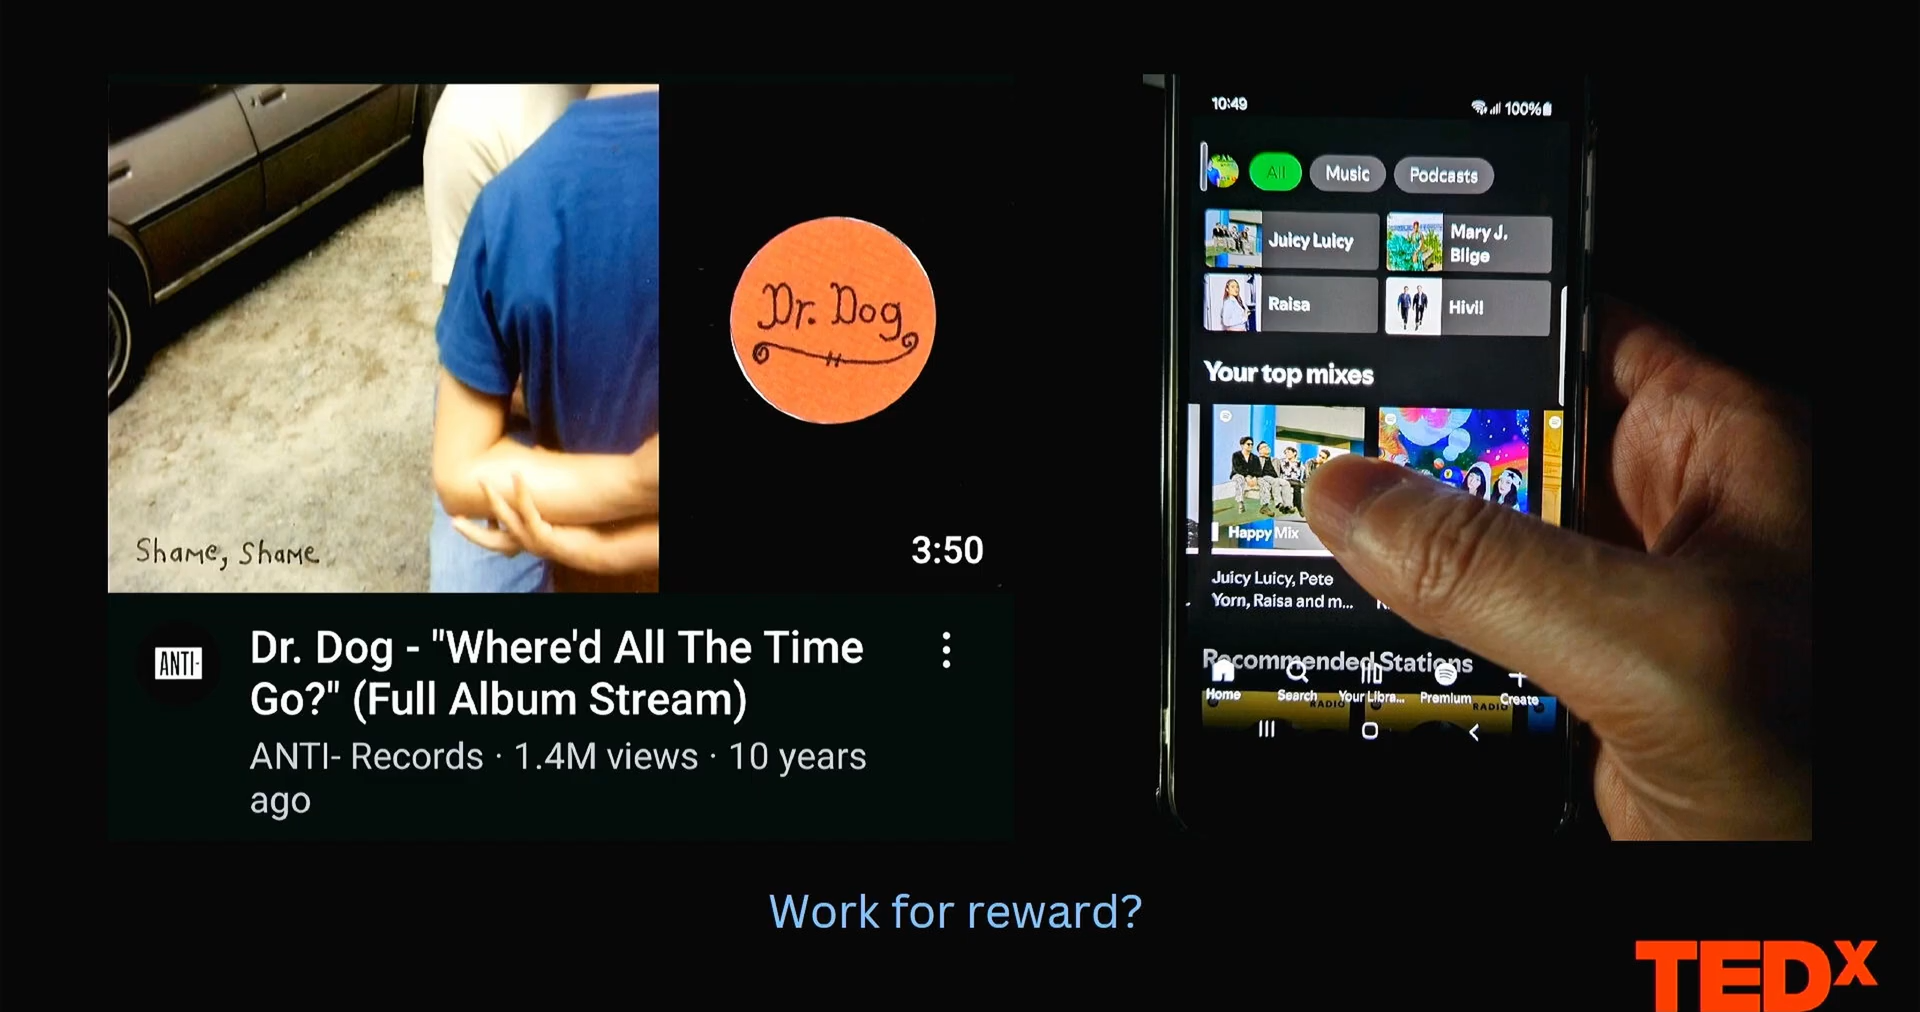 Shame, Shame
Dr. Dog
3:50
ANTI-
Dr. Dog - "Where'd All The Time
Go?" (Full Album Stream)
ANTI- Records · 1.4M views · 10 years
ago
10:49
100%
All
Music
Podcasts
Juicy Luicy
Mary J.
Blige
Raisa
Hivi!
Your top mixes
Happy Mix
Juicy Luicy, Pete
Yorn, Raisa and m...
Recommended Stations
Home
Search
Your Libra...
Premium
Create
RADIO
RADIO
Work for reward?
TEDx